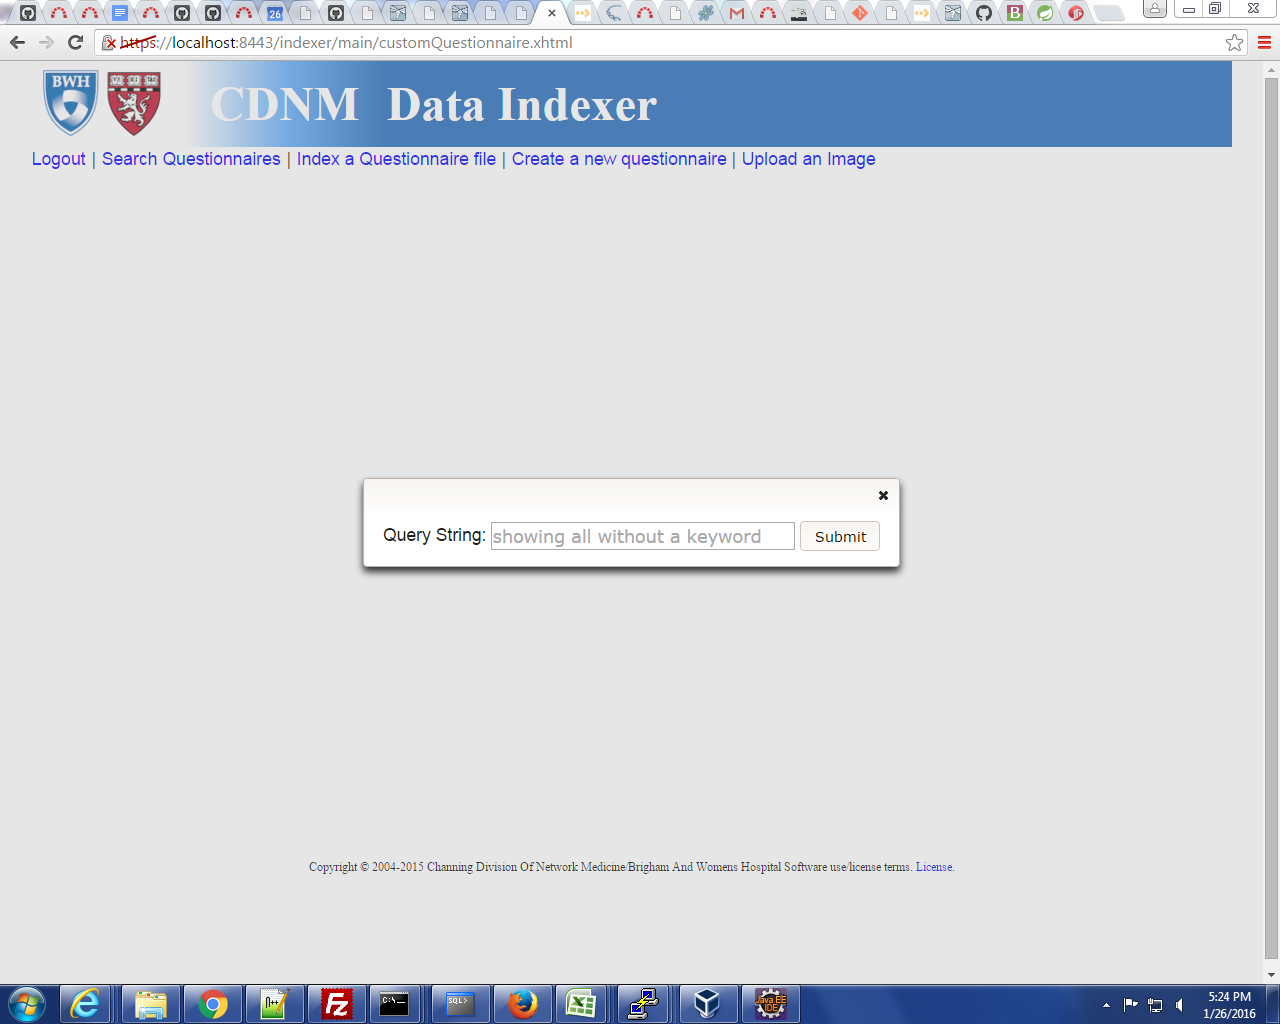 26
https://localhost:8443/indexer/main/customQuestionnaire.xhtml
BWH
CDNM Data Indexer
Logout | Search Questionnaires | Index a Questionnaire file | Create a new questionnaire | Upload an Image
Query String: showing all without a keyword Submit
Copyright © 2004-2015 Channing Division Of Network Medicine/Brigham And Womens Hospital Software use/license terms. License.
5:24 PM
1/26/2016